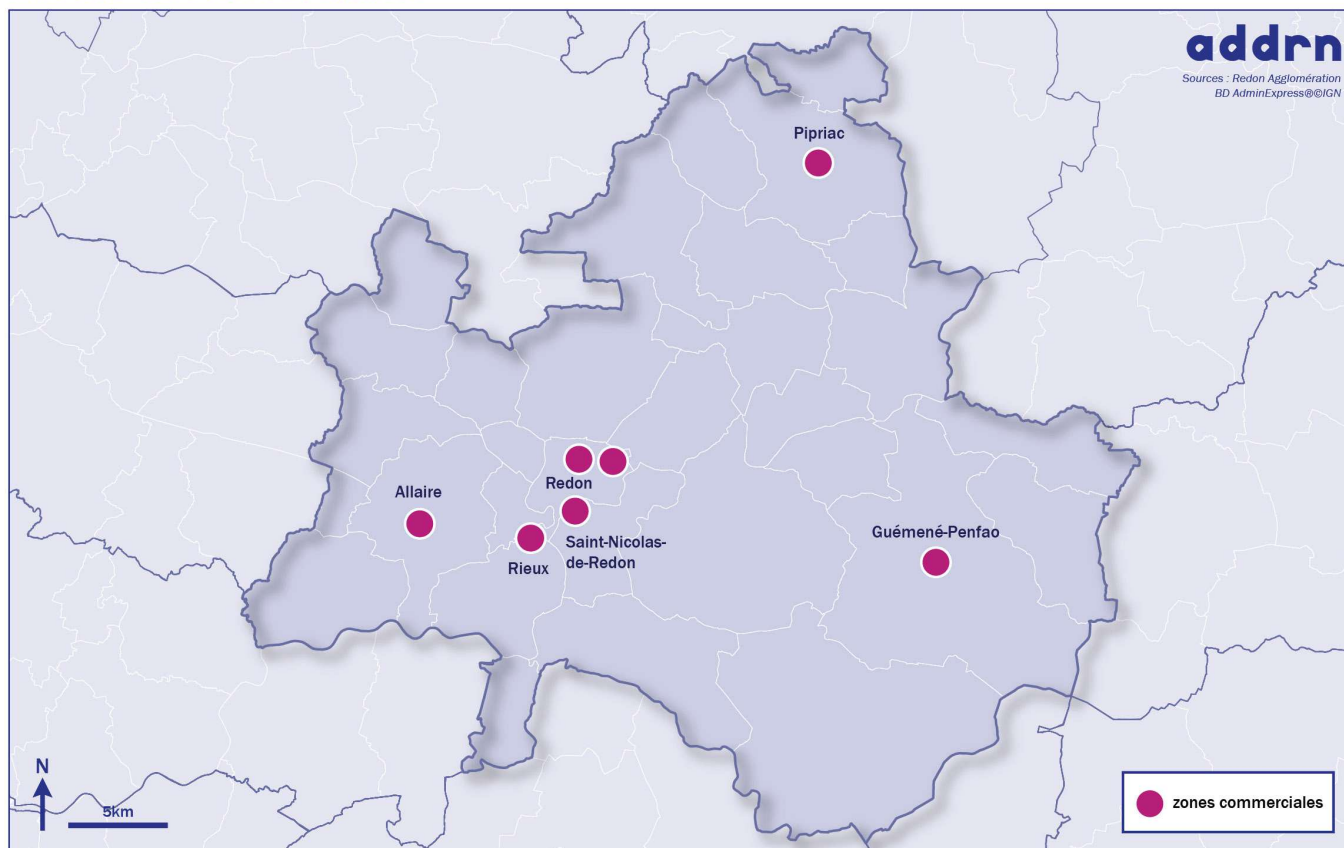 addrn
Sources : Redon Agglomération
BD AdminExpress®©IGN
Pipriac
Redon
Allaire
Saint-Nicolas-
de-Redon
Rieux
Guémené-Penfao
N
5km
zones commerciales